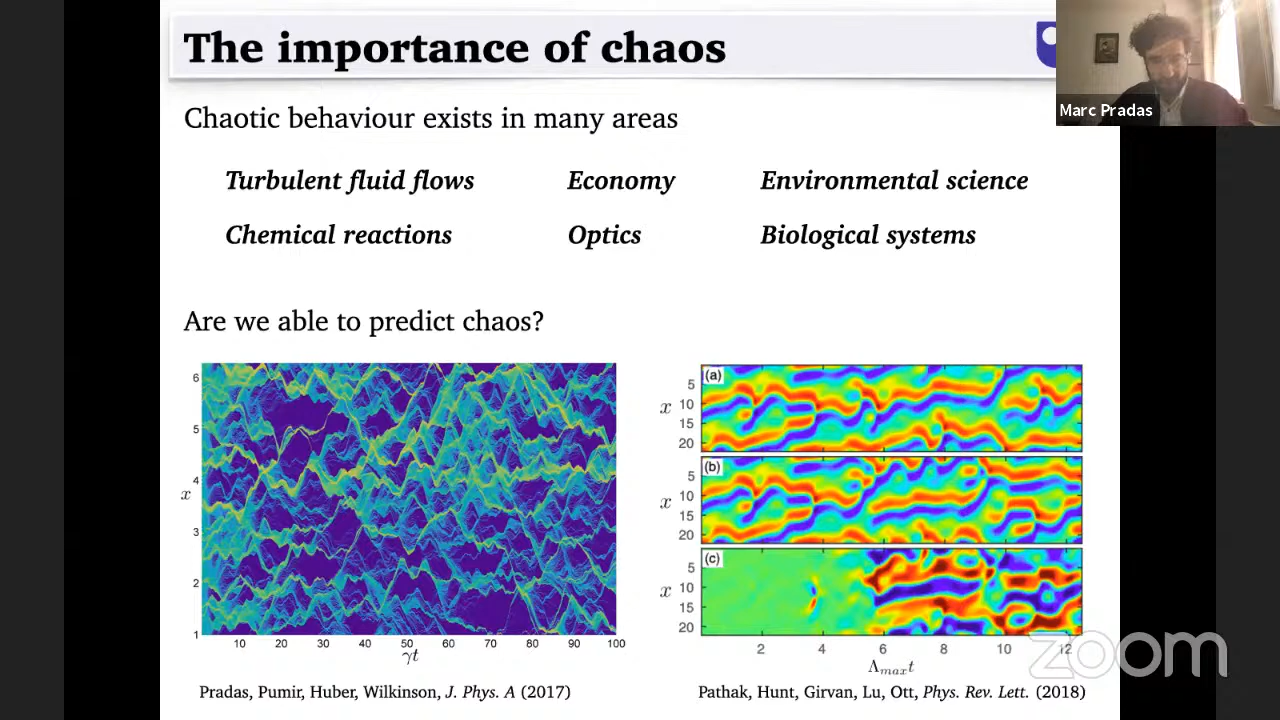 The importance of chaos
Marc Pradas
Chaotic behaviour exists in many areas
Turbulent fluid flows Economy Environmental science
Chemical reactions Optics Biological systems
Are we able to predict chaos?
6
5
4
x
3
2
1
10 20 30 40 50 60 70 80 90 100
γt
(a)
5
x 10
15
20
(b)
5
x 10
15
20
(c)
5
x 10
15
20
2 4 6 8 10 12
Λmaxt
zoom
Pradas, Pumir, Huber, Wilkinson, J. Phys. A (2017)
Pathak, Hunt, Girvan, Lu, Ott, Phys. Rev. Lett. (2018)